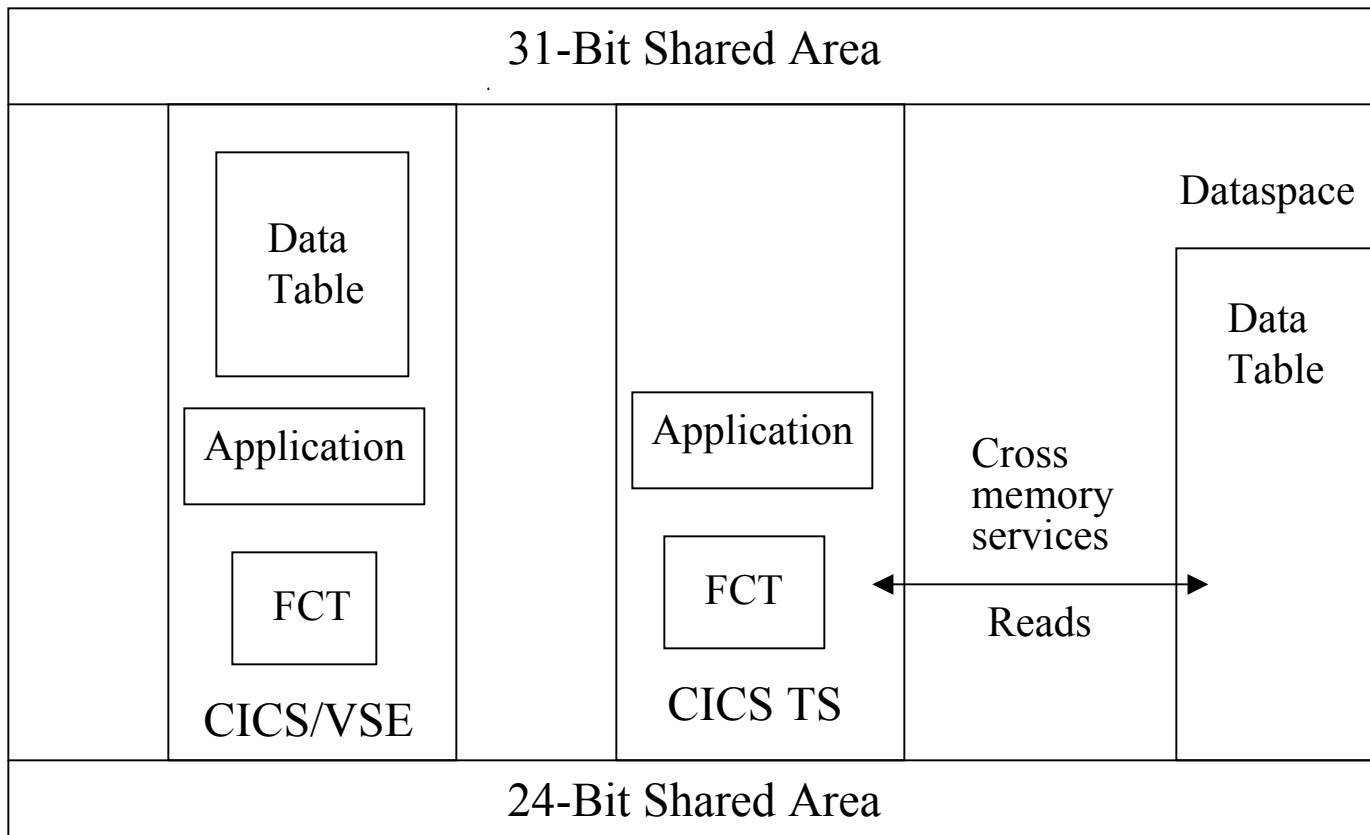 31-Bit Shared Area
Data
Table
Application
FCT
CICS/VSE
Application
FCT
CICS TS
Cross
memory
services
Reads
Dataspace
Data
Table
24-Bit Shared Area